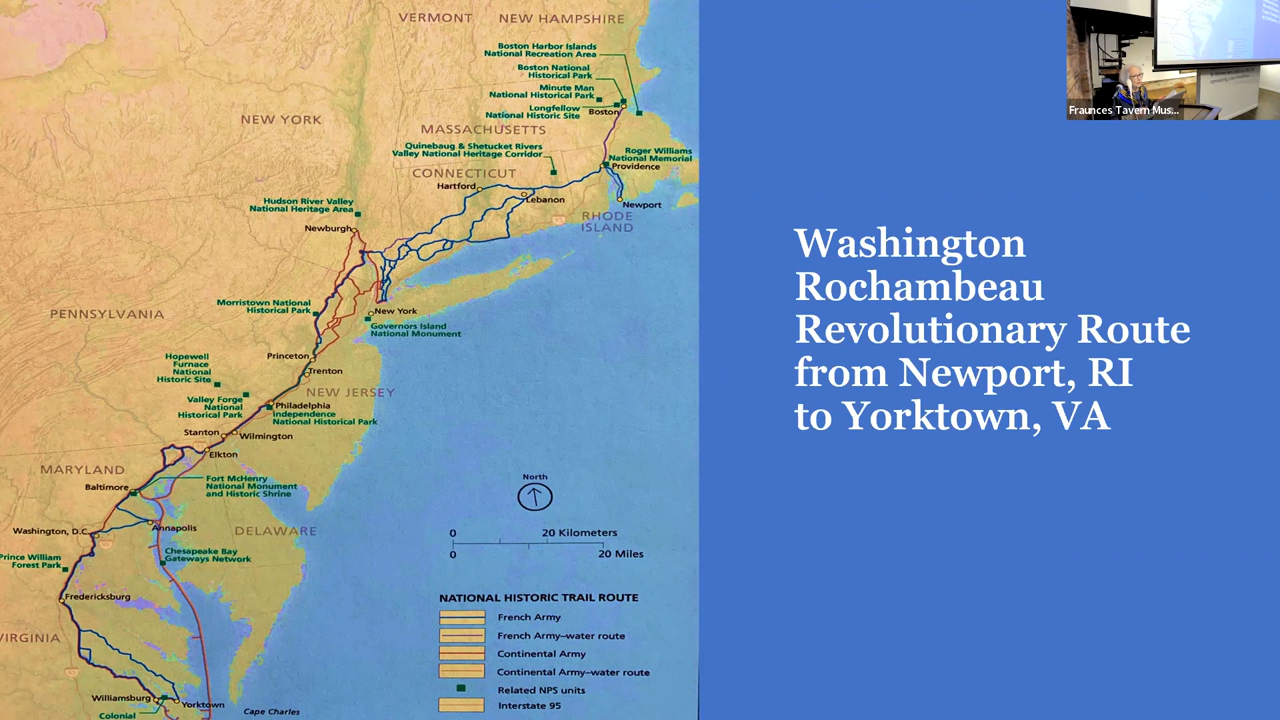 VERMONT
NEW HAMPSHIRE
Boston Harbor Islands
National Recreation Area
Boston National
Historical Park
Minute Man
National Historical Park
Longfellow
National Historic Site
Boston
NEW YORK
MASSACHUSETTS
Quinebaug & Shetucket Rivers
Valley National Heritage Corridor
Roger Williams
National Memorial
Providence
CONNECTICUT
Hartford
Lebanon
Newport
RHODE
ISLAND
Hudson River Valley
National Heritage Area
Newburgh
Morristown National
Historical Park
New York
Governors Island
National Monument
PENNSYLVANIA
Princeton
Trenton
Hopewell
Furnace
National
Historic Site
NEW JERSEY
Valley Forge
National
Historical Park
Philadelphia
Independence
National Historical Park
Stanton
Wilmington
Elkton
MARYLAND
Baltimore
Fort McHenry
National Monument
and Historic Shrine
Washington, D.C.
Annapolis
DELAWARE
Prince William
Forest Park
Chesapeake Bay
Gateways Network
Fredericksburg
VIRGINIA
Williamsburg
Yorktown
Colonial
Cape Charles
North
0 20 Kilometers
0 20 Miles
NATIONAL HISTORIC TRAIL ROUTE
French Army
French Army–water route
Continental Army
Continental Army–water route
Related NPS units
Interstate 95
Washington
Rochambeau
Revolutionary Route
from Newport, RI
to Yorktown, VA
Fraunces Tavern Mus...